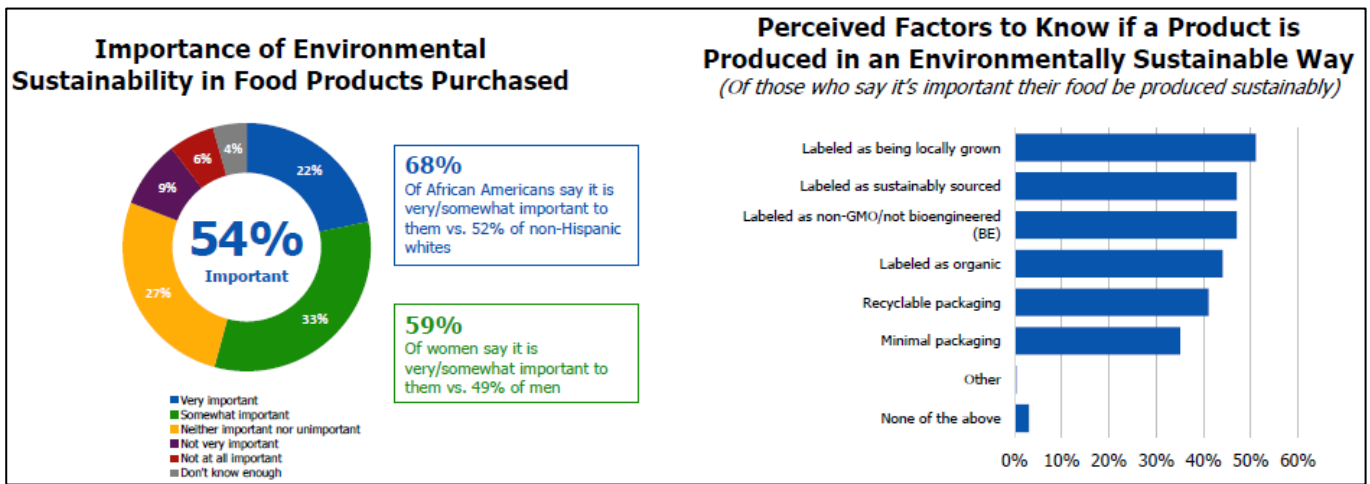 Importance of Environmental
Sustainability in Food Products Purchased
4%
6%
22%
9%
54%
Important
27%
33%
68%
Of African Americans say it is
very/somewhat important to
them vs. 52% of non-Hispanic
whites
59%
Of women say it is
very/somewhat important to
them vs. 49% of men
Very important
Somewhat important
Neither important nor unimportant
Not very important
Not at all important
Don't know enough
Perceived Factors to Know if a Product is
Produced in an Environmentally Sustainable Way
(Of those who say it's important their food be produced sustainably)
Labeled as being locally grown
Labeled as sustainably sourced
Labeled as non-GMO/not bioengineered
(BE)
Labeled as organic
Recyclable packaging
Minimal packaging
Other
None of the above
0% 10% 20% 30% 40% 50% 60%